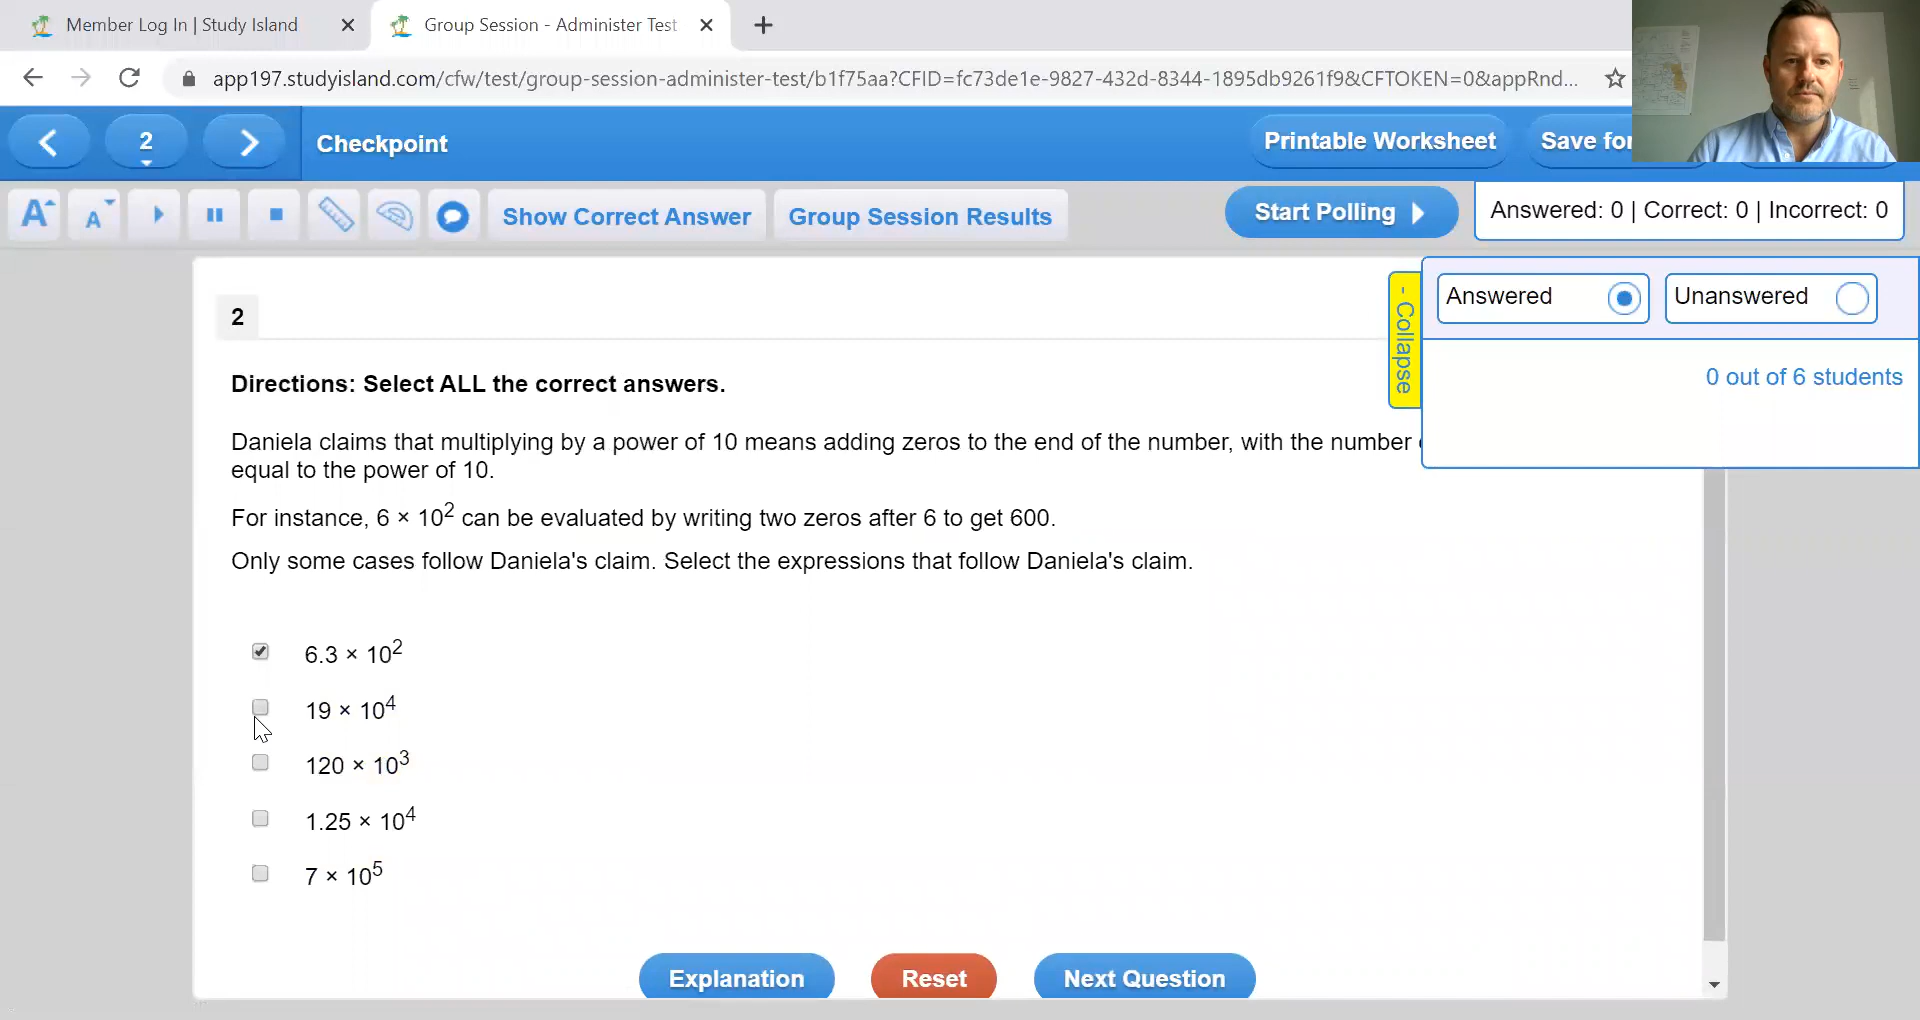 Member Log In | Study Island
Group Session - Administer Test
app197.studyisland.com/cfw/test/group-session-administer-test/b1f75aa?CFID=fc73de1e-9827-432d-8344-1895db9261f9&CFTOKEN=0&appRnd...
2
Checkpoint
Printable Worksheet
Save for
A
A
Show Correct Answer
Group Session Results
Start Polling
Answered: 0 | Correct: 0 | Incorrect: 0
- Collapse
Answered
Unanswered
0 out of 6 students
2
Directions: Select ALL the correct answers.
Daniela claims that multiplying by a power of 10 means adding zeros to the end of the number, with the number
equal to the power of 10.
For instance, 6 × 10² can be evaluated by writing two zeros after 6 to get 600.
Only some cases follow Daniela's claim. Select the expressions that follow Daniela's claim.
6.3 × 10²
19 × 10⁴
120 × 10³
1.25 × 10⁴
7 × 10⁵
Explanation
Reset
Next Question